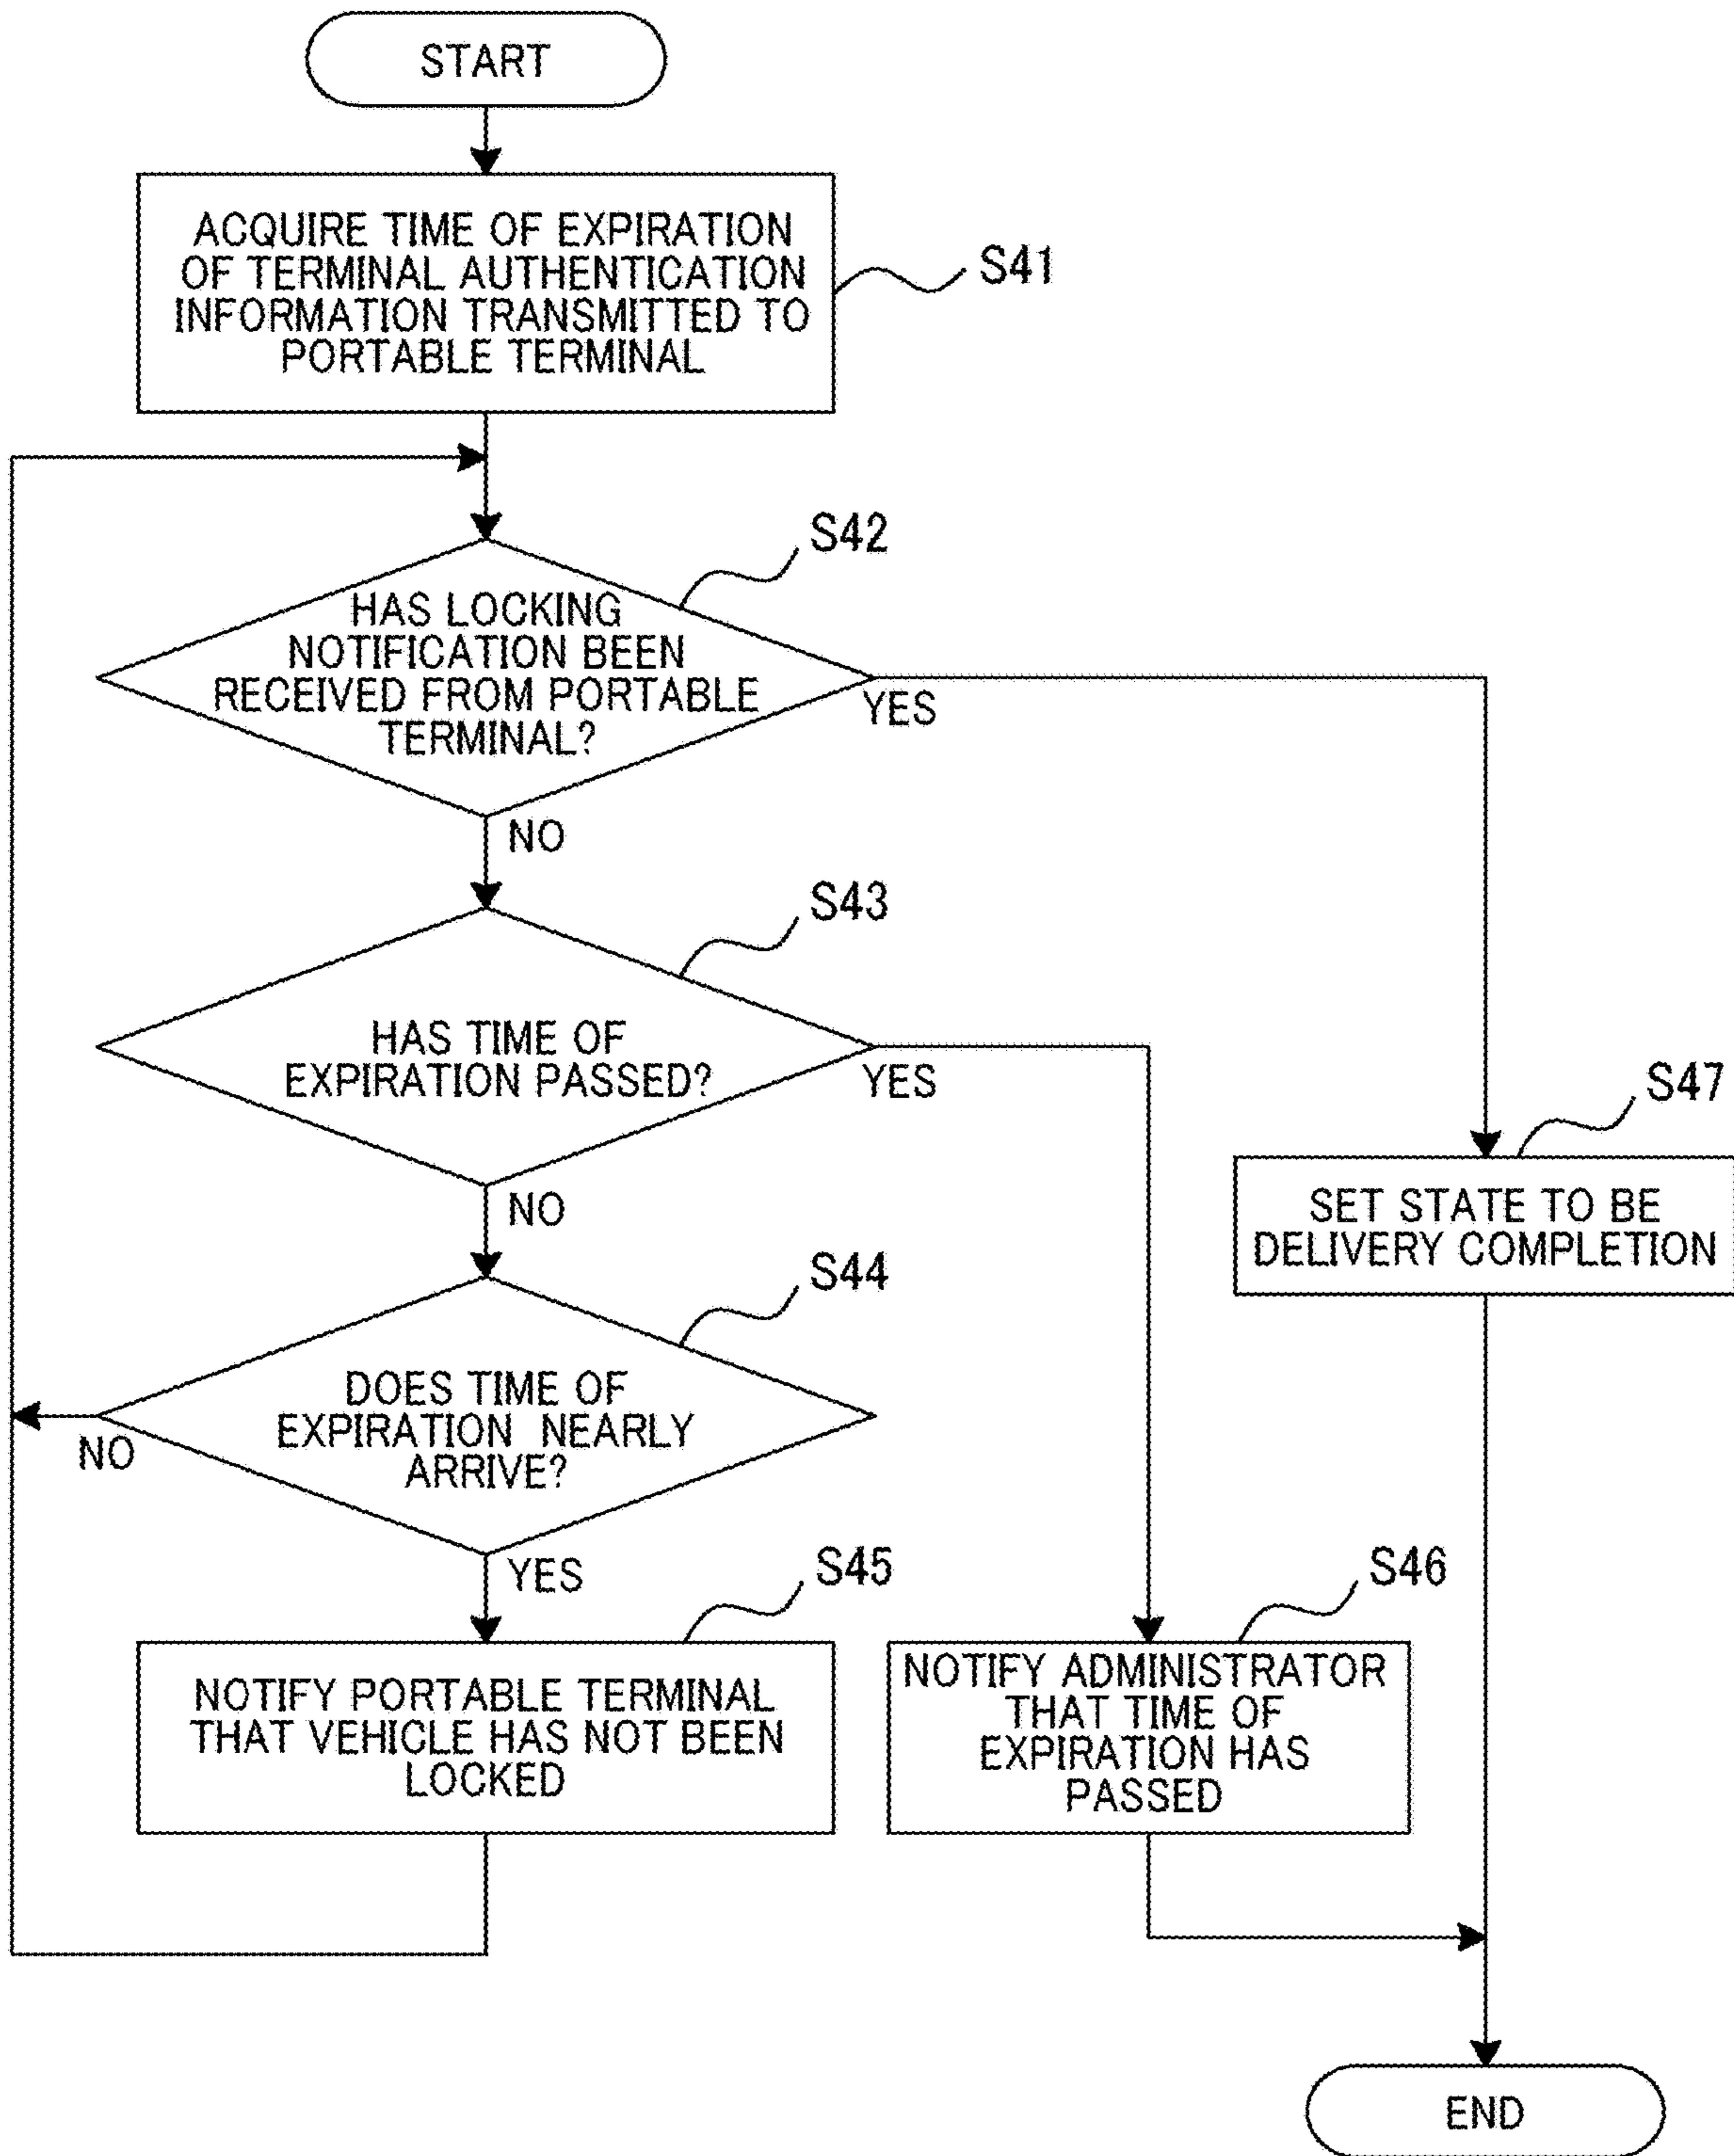 START
ACQUIRE TIME OF EXPIRATION
OF TERMINAL AUTHENTICATION
INFORMATION TRANSMITTED TO
PORTABLE TERMINAL
S41
S42
HAS LOCKING
NOTIFICATION BEEN
RECEIVED FROM PORTABLE
TERMINAL?
YES
NO
S43
HAS TIME OF
EXPIRATION PASSED?
YES
NO
S47
SET STATE TO BE
DELIVERY COMPLETION
S44
DOES TIME OF
EXPIRATION NEARLY
ARRIVE?
NO
YES
S45
NOTIFY PORTABLE TERMINAL
THAT VEHICLE HAS NOT BEEN
LOCKED
S46
NOTIFY ADMINISTRATOR
THAT TIME OF
EXPIRATION HAS
PASSED
END